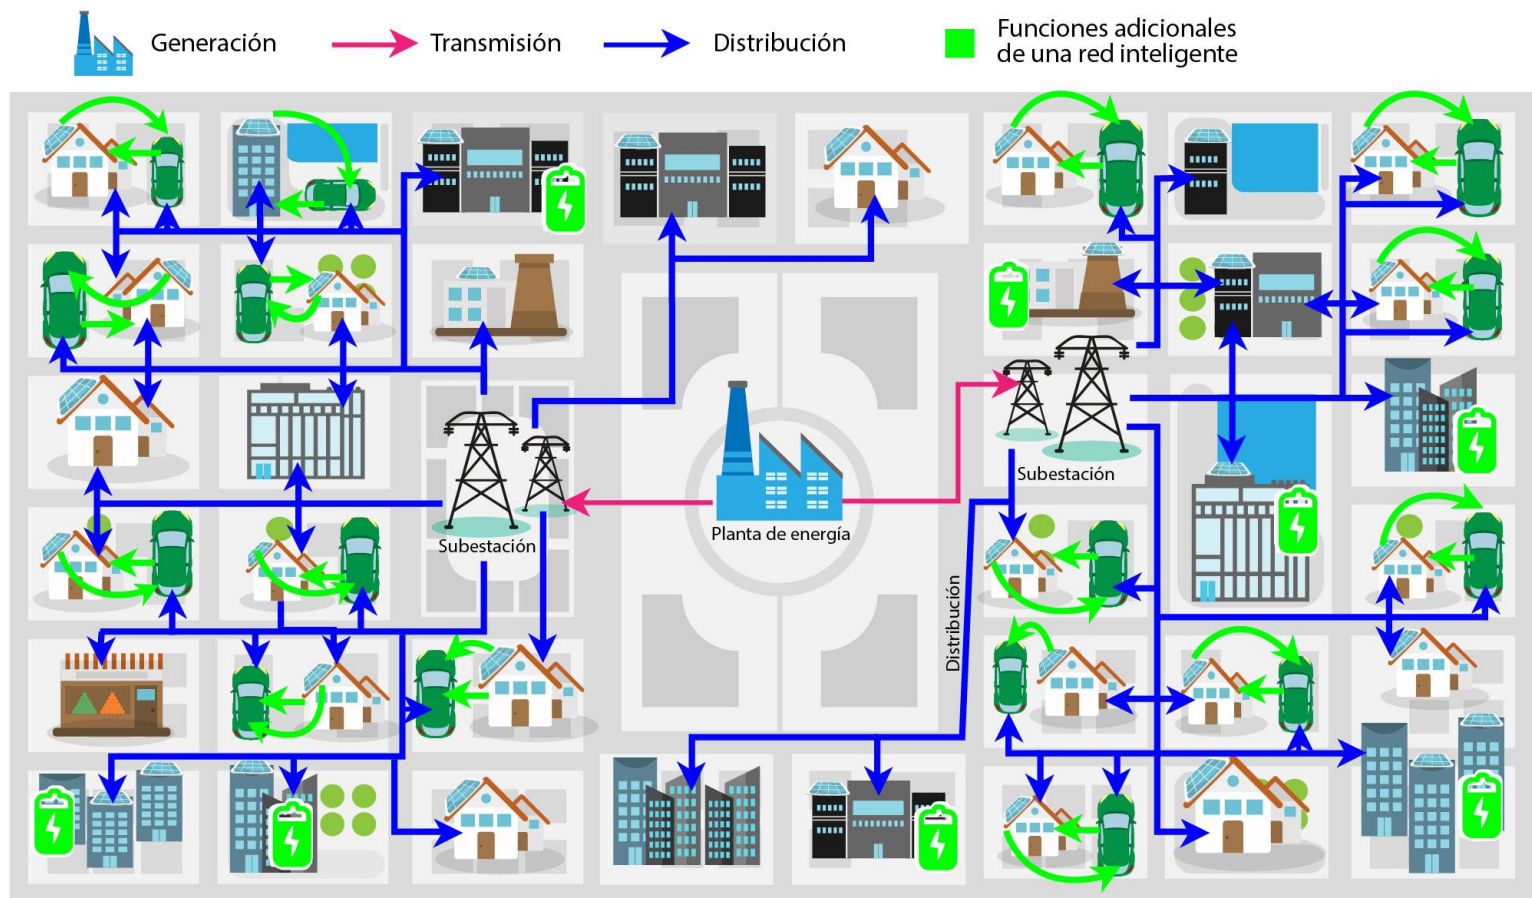 Generación
Transmisión
Distribución
Funciones adicionales
de una red inteligente
Subestación
Planta de energía
Subestación
Distribución